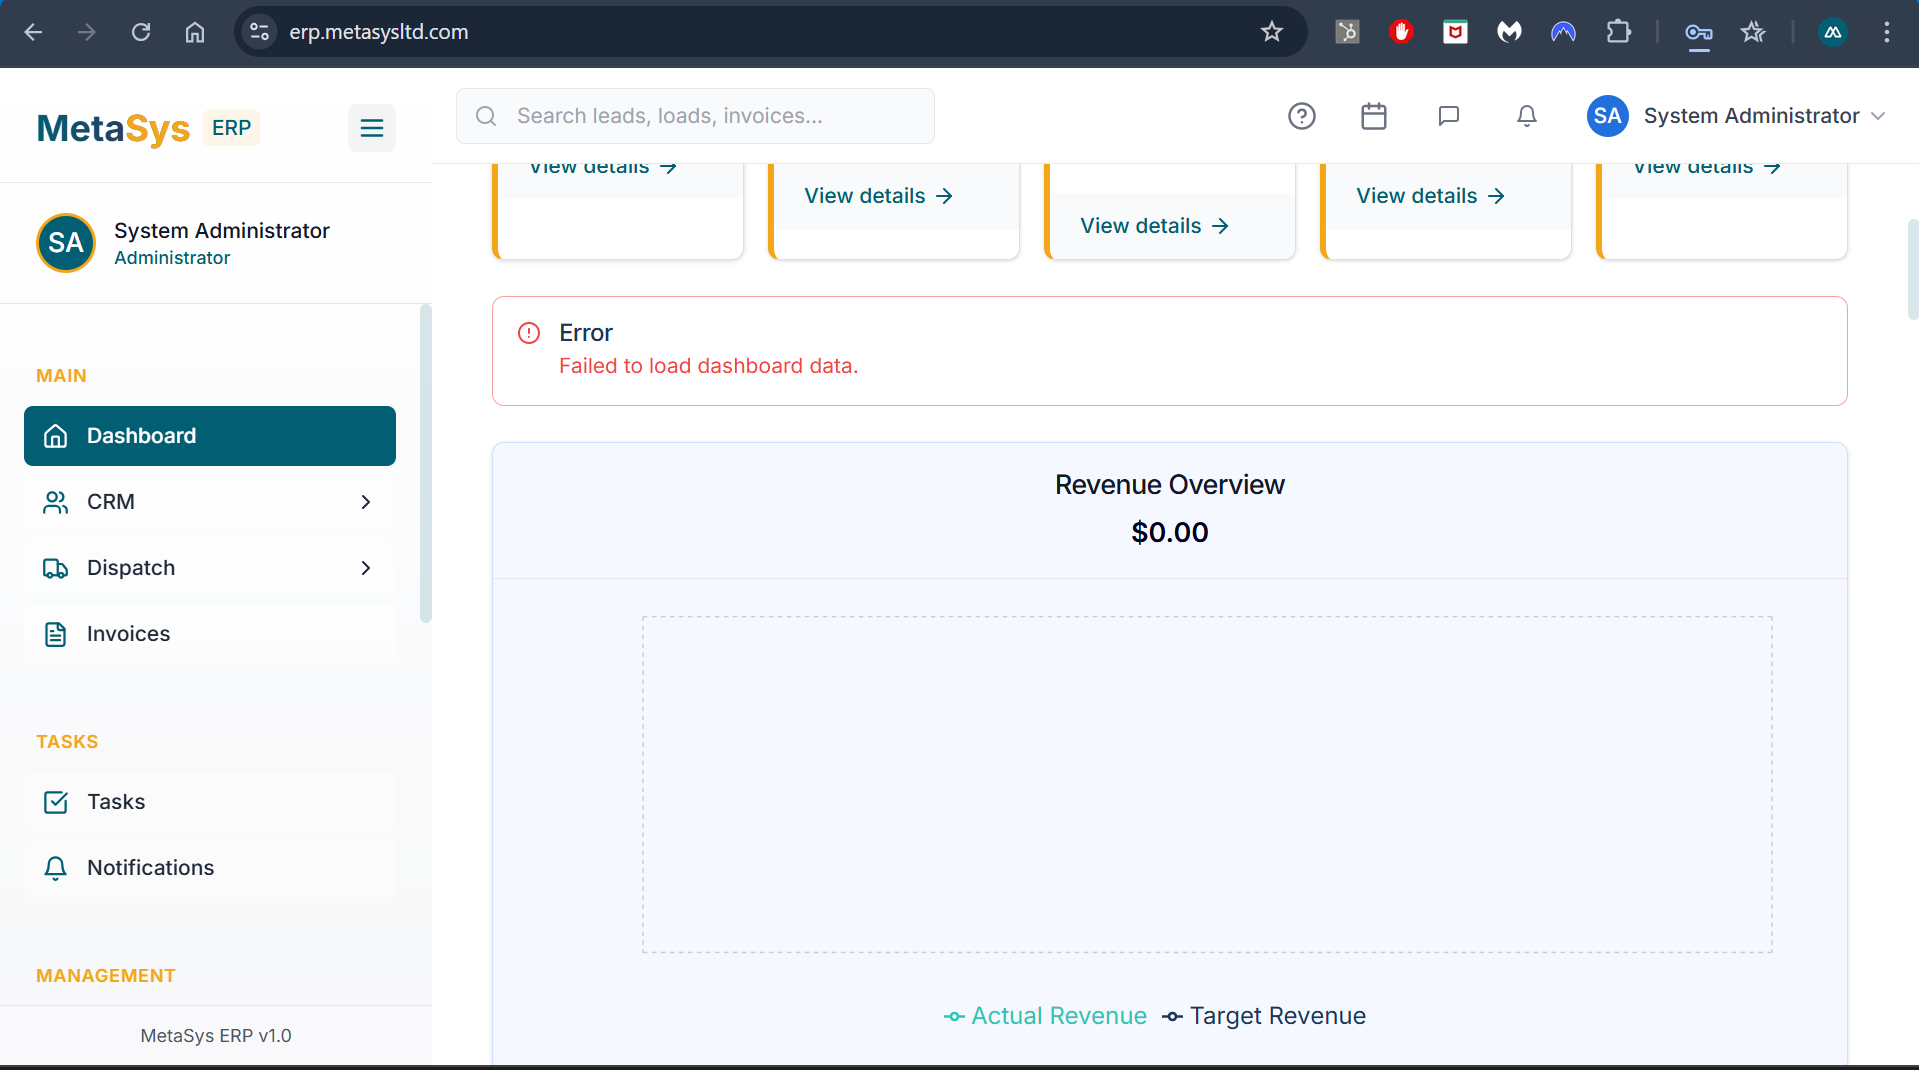 erp.metasysltd.com
MetaSys ERP
Search leads, loads, invoices...
SA System Administrator
SA
System Administrator
Administrator
MAIN
Dashboard
CRM
Dispatch
Invoices
TASKS
Tasks
Notifications
MANAGEMENT
MetaSys ERP v1.0
View details
View details
View details
View details
View details
Error
Failed to load dashboard data.
Revenue Overview
$0.00
Actual Revenue
Target Revenue